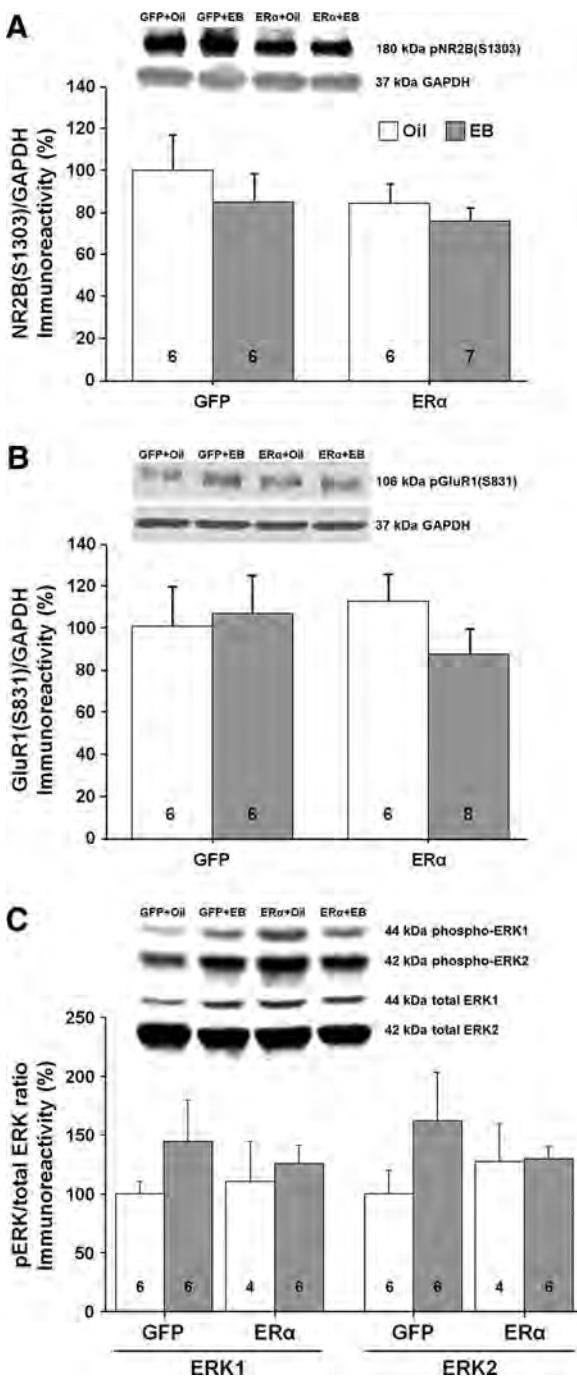 A
GFP+Oil GFP+EB ERα+Oil ERα+EB
180 kDa pNR2B(S1303)
37 kDa GAPDH
Oil EB
NR2B(S1303)/GAPDH
Immunoreactivity (%)
140
120
100
80
60
40
20
0
6 6 6 7
GFP ERα
B
GFP+Oil GFP+EB ERα+Oil ERα+EB
106 kDa pGluR1(S831)
37 kDa GAPDH
GluR1(S831)/GAPDH
Immunoreactivity (%)
140
120
100
80
60
40
20
0
6 6 6 8
GFP ERα
C
GFP+Oil GFP+EB ERα+Oil ERα+EB
44 kDa phospho-ERK1
42 kDa phospho-ERK2
44 kDa total ERK1
42 kDa total ERK2
pERK/total ERK ratio
Immunoreactivity (%)
250
200
150
100
50
0
6 6 4 6 6 6 4 6
GFP ERα GFP ERα
ERK1 ERK2